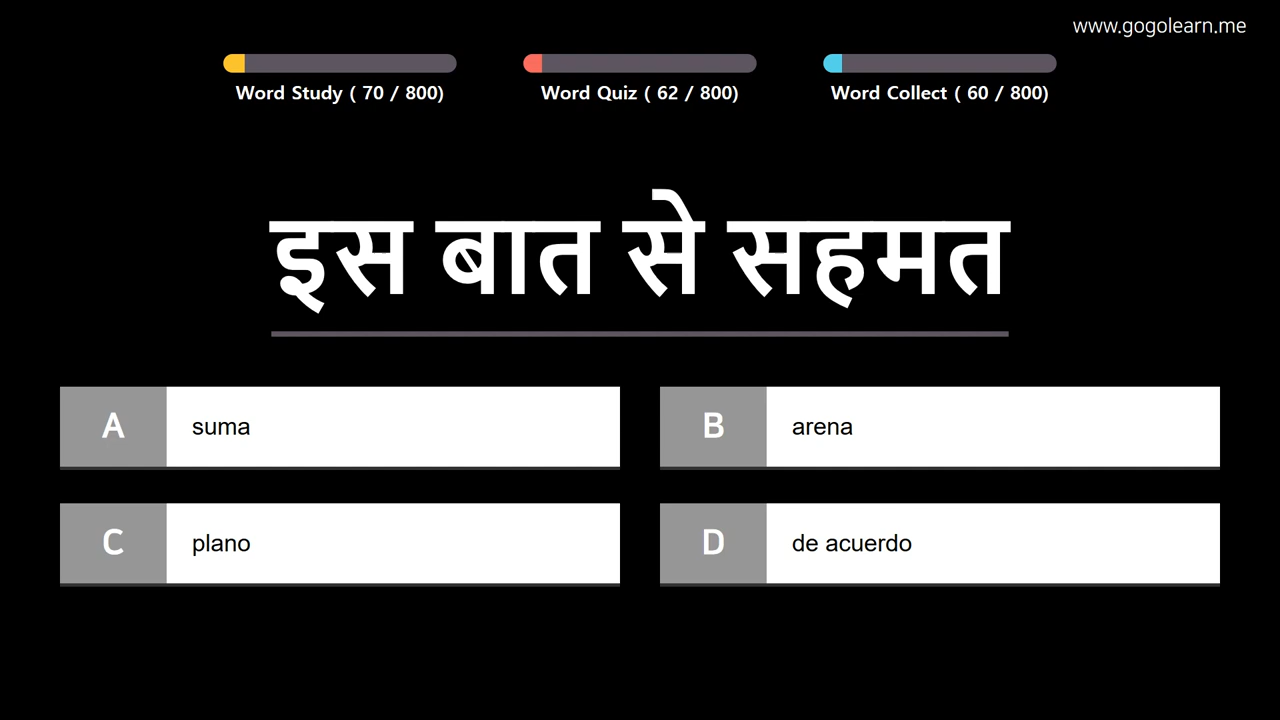 www.gogolearn.me
Word Study ( 70 / 800)
Word Quiz ( 62 / 800)
Word Collect ( 60 / 800)
इस बात से सहमत
A suma
B arena
C plano
D de acuerdo